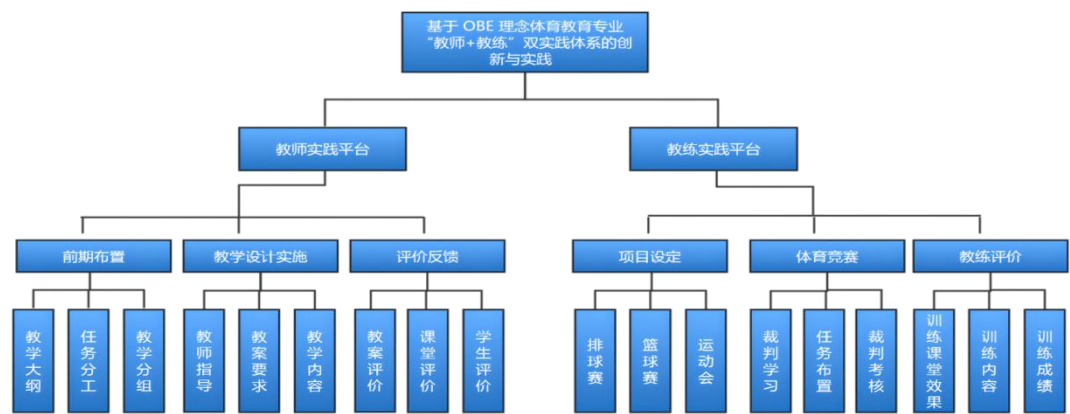 基于 OBE 理念体育教育专业
“教师+教练”双实践体系的创
新与实践
教师实践平台
教练实践平台
前期布置
教学设计实施
评价反馈
项目设定
体育竞赛
教练评价
教学大纲
任务分工
教学分组
教师指导
教案要求
教学内容
教案评价
课堂评价
学生评价
排球赛
篮球赛
运动会
裁判学习
任务布置
裁判考核
训练课堂效果
训练内容
训练成绩